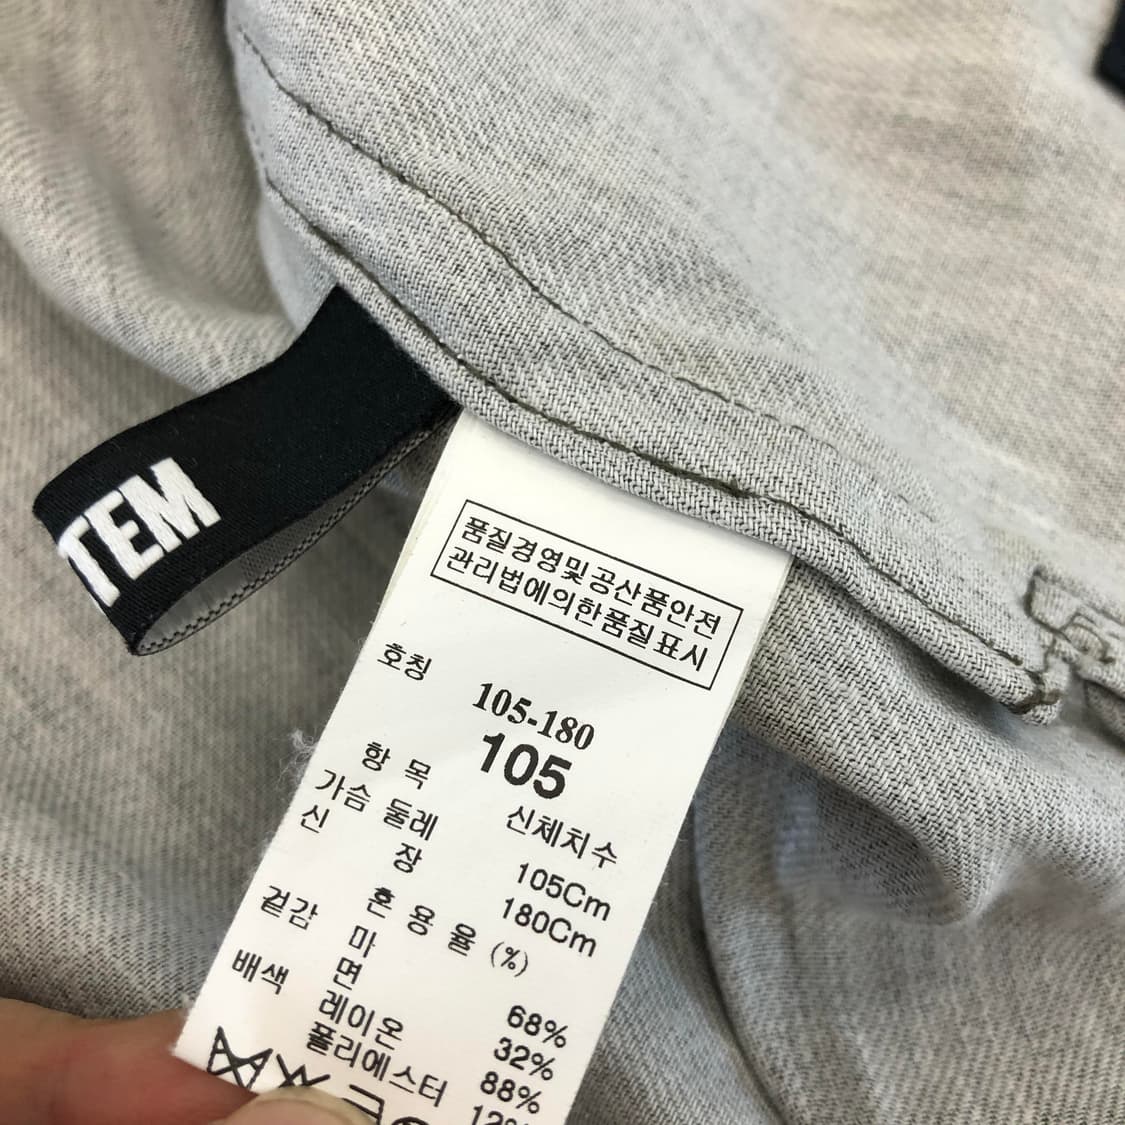 TEM
품질경영및공산품안전
관리법에의한품질표시
호칭
105-180
105
항 목 신체치수
가슴 둘레 105Cm
신 장 180Cm
혼 용 율 (%)
겉감 마 68%
면 32%
배색 레이온 88%
폴리에스터 12%